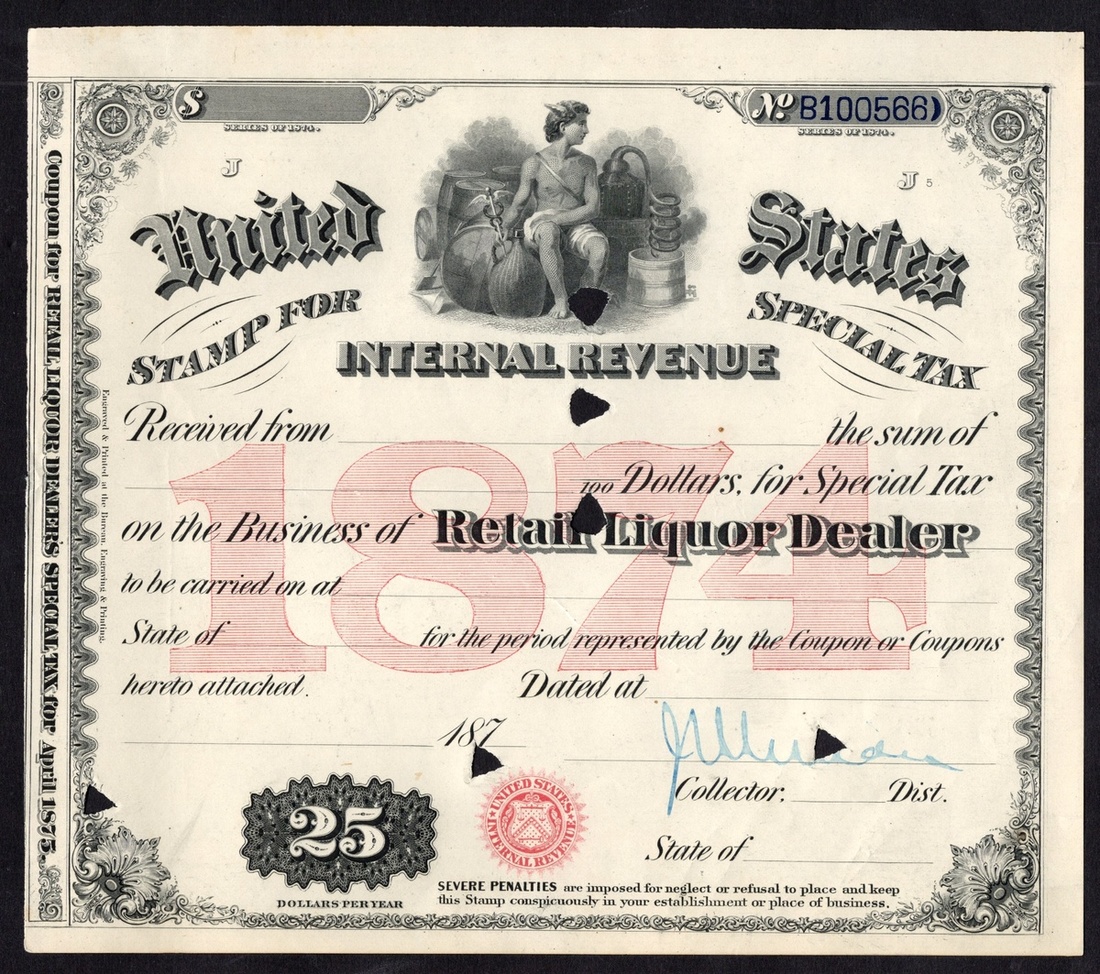 $
SERIES OF 1874.
No B100566)
SERIES OF 1874.
J
J 5
United States
STAMP FOR SPECIAL TAX
INTERNAL REVENUE
Received from the sum of
100 Dollars, for Special Tax
on the Business of Retail Liquor Dealer
to be carried on at
State of for the period represented by the Coupon or Coupons
hereto attached. Dated at
187
1874
Collector, Dist.
State of
25
DOLLARS PER YEAR
UNITED STATES INTERNAL REVENUE
SEVERE PENALTIES are imposed for neglect or refusal to place and keep
this Stamp conspicuously in your establishment or place of business.
Coupon for RETAIL LIQUOR DEALER'S SPECIAL TAX for April 1875.
Engraved & Printed at the Bureau, Engraving & Printing.